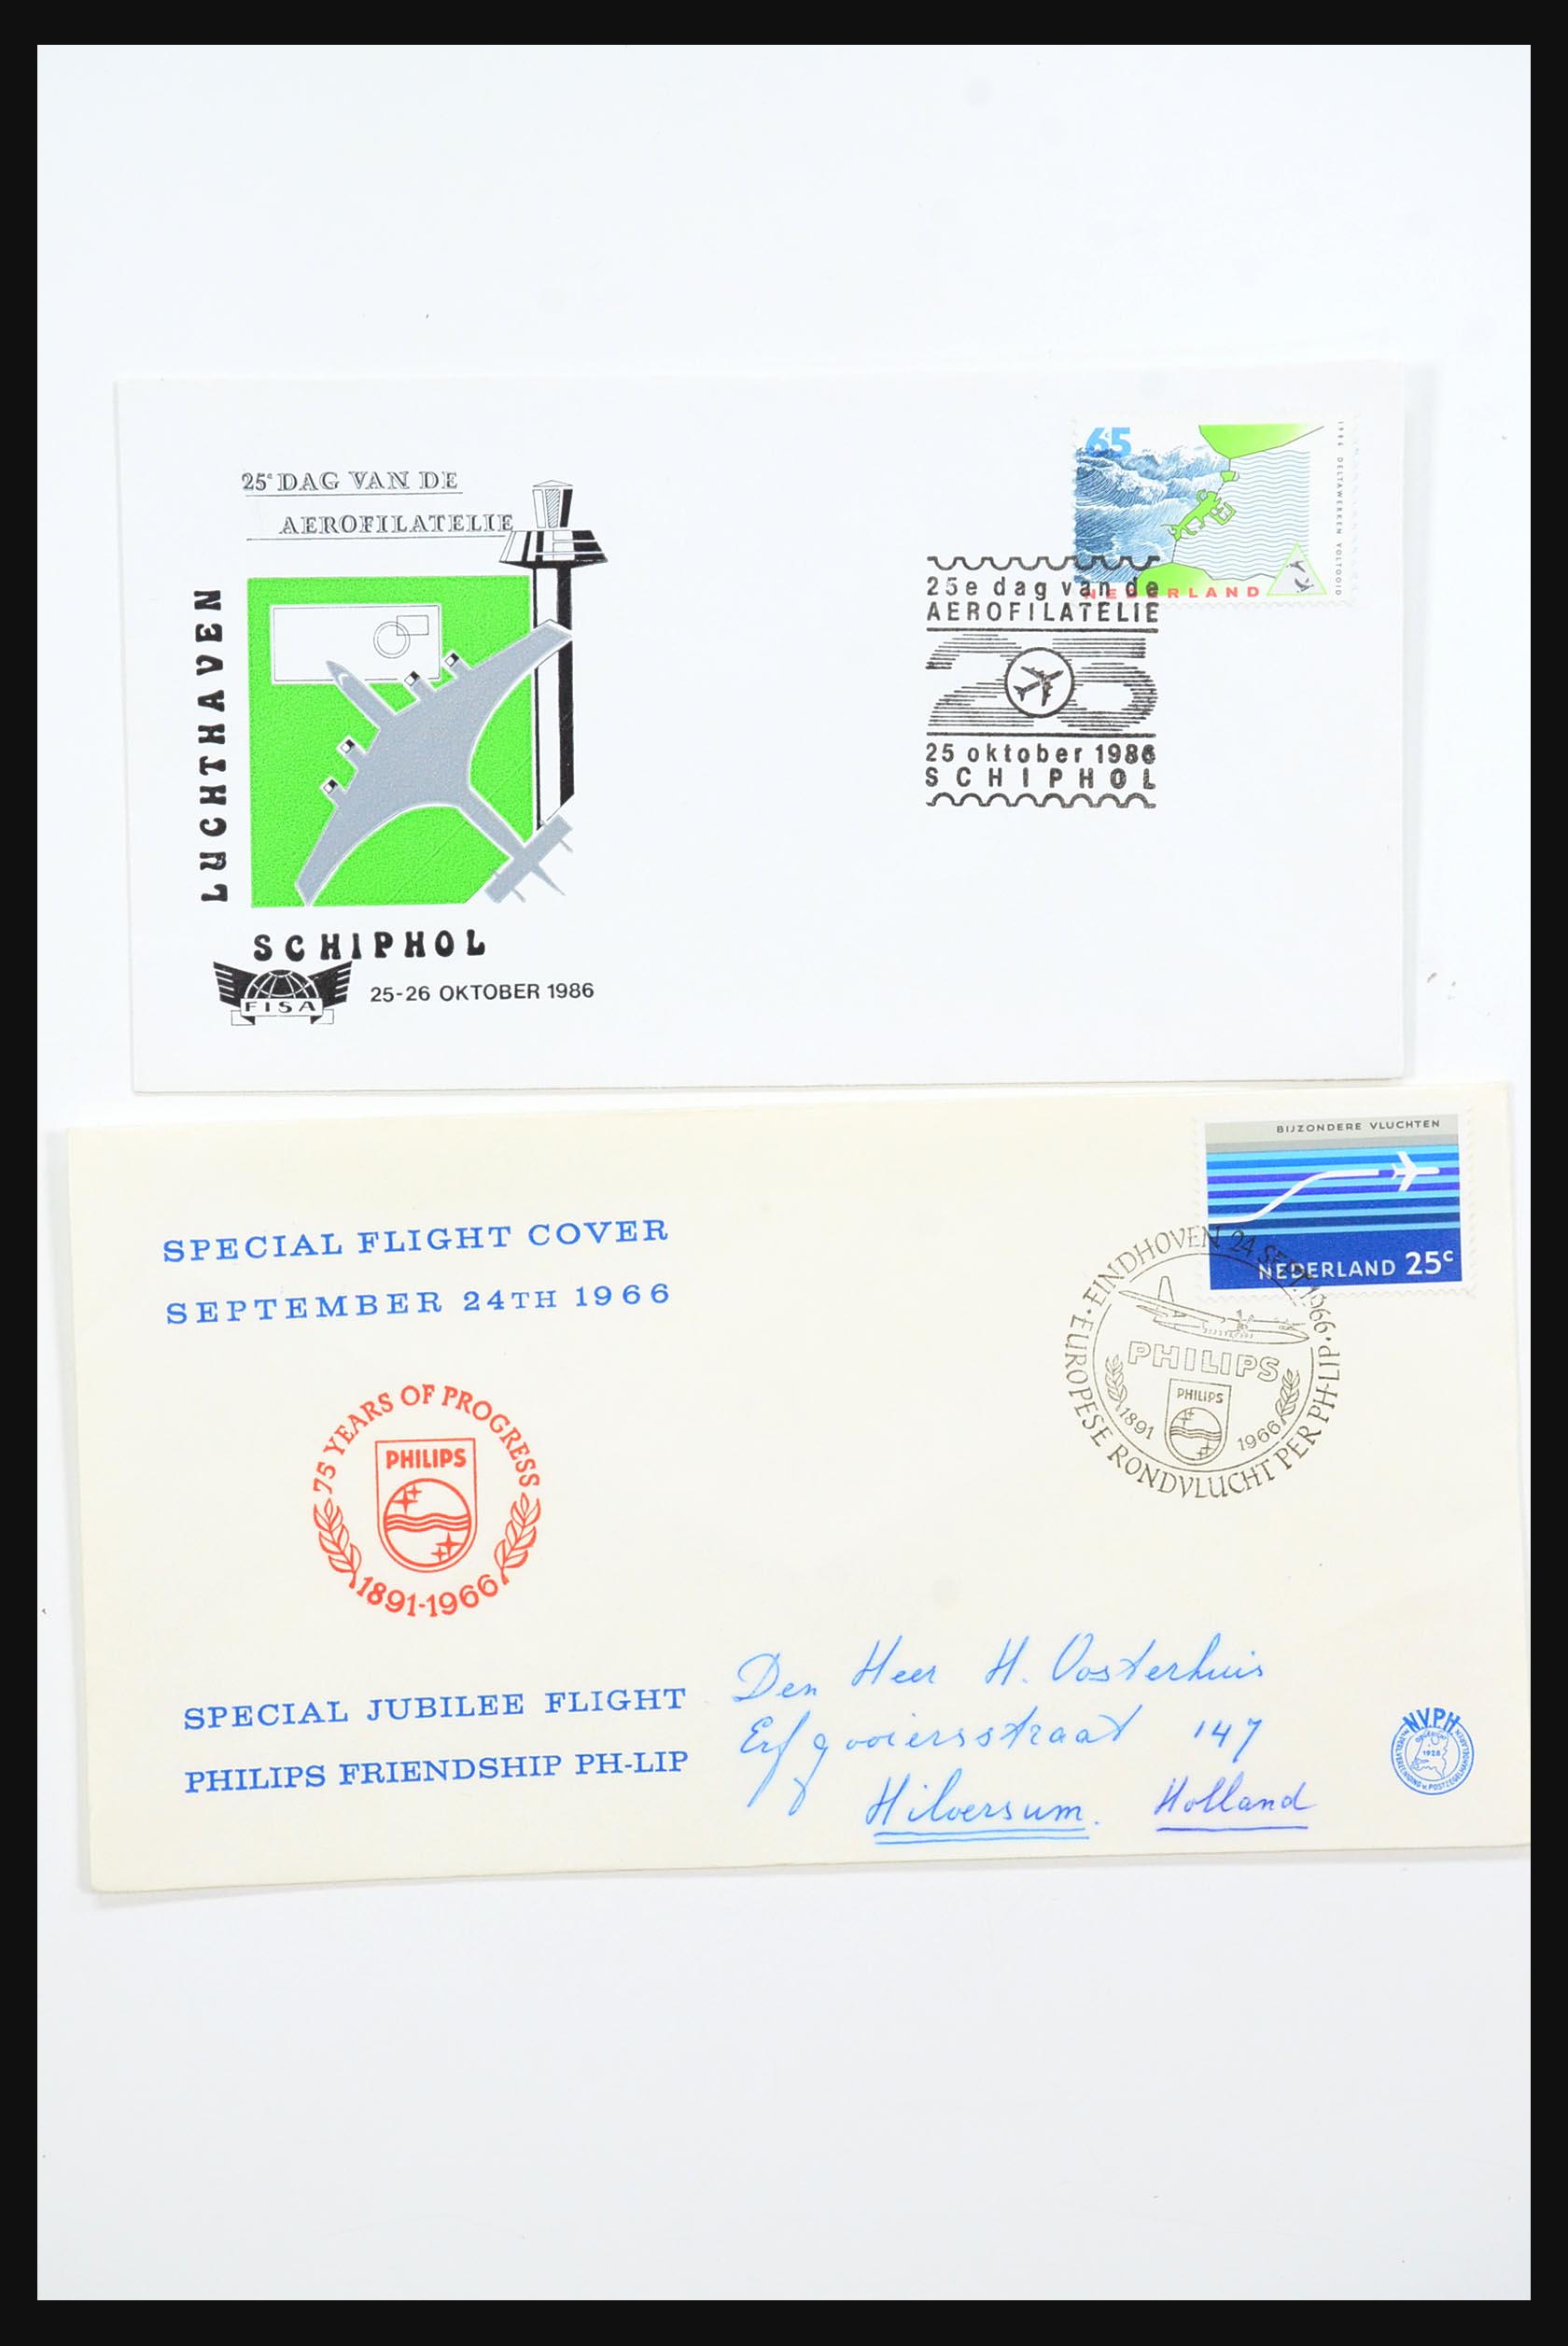 25e DAG VAN DE
AEROFILATELIE
LUCHTHAVEN
SCHIPHOL
FISA
25-26 OKTOBER 1986
65c
1986 DELTAWERKEN VOLTOOID
NEDERLAND
25e dag van de
AEROFILATELIE
25
25 oktober 1986
SCHIPHOL
SPECIAL FLIGHT COVER
SEPTEMBER 24TH 1966
75 YEARS OF PROGRESS
PHILIPS
1891-1966
SPECIAL JUBILEE FLIGHT
PHILIPS FRIENDSHIP PH-LIP
BIJZONDERE VLUCHTEN
NEDERLAND 25c
EINDHOVEN, 24 SEPT. 1966
EUROPESE RONDVLUCHT PER PH-LIP
PHILIPS
PHILIPS
1891 1966
Den Heer H. Oosterhuis
Erfgooiersstraat 147
Hilversum. Holland
NVPH
1928